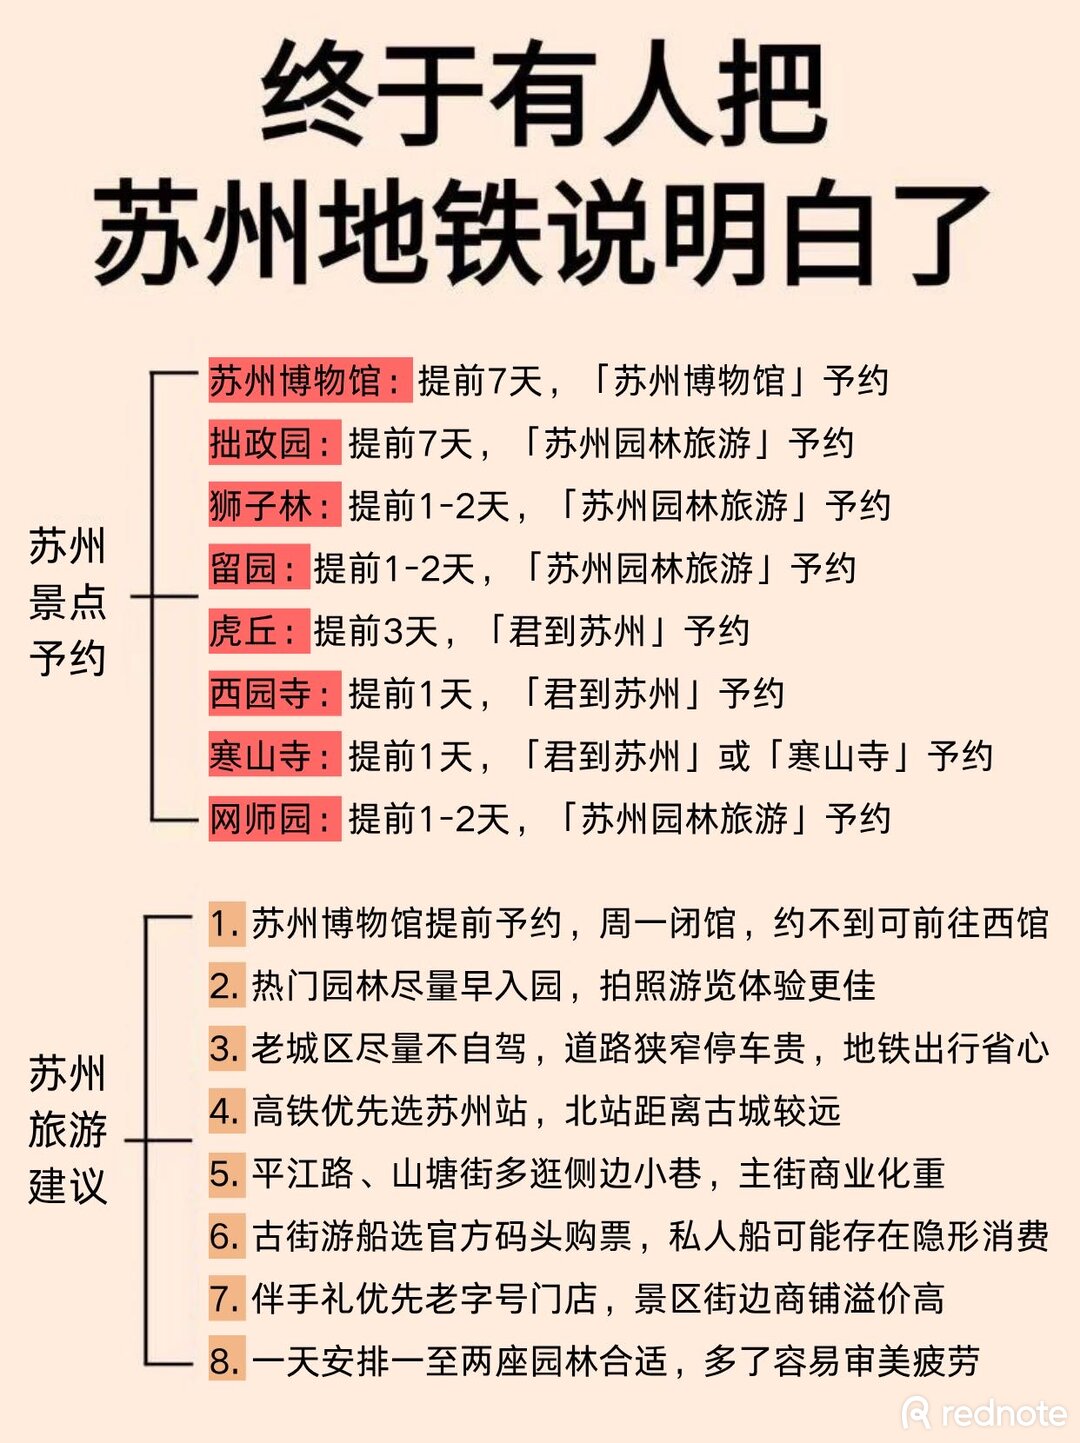 终于有人把
苏州地铁说明白了
苏州
景点
予约
苏州博物馆：提前7天，「苏州博物馆」予约
拙政园：提前7天，「苏州园林旅游」予约
狮子林：提前1-2天，「苏州园林旅游」予约
留园：提前1-2天，「苏州园林旅游」予约
虎丘：提前3天，「君到苏州」予约
西园寺：提前1天，「君到苏州」予约
寒山寺：提前1天，「君到苏州」或「寒山寺」予约
网师园：提前1-2天，「苏州园林旅游」予约
苏州
旅游
建议
1. 苏州博物馆提前予约，周一闭馆，约不到可前往西馆
2. 热门园林尽量早入园，拍照游览体验更佳
3. 老城区尽量不自驾，道路狭窄停车贵，地铁出行省心
4. 高铁优先选苏州站，北站距离古城较远
5. 平江路、山塘街多逛侧边小巷，主街商业化重
6. 古街游船选官方码头购票，私人船可能存在隐形消费
7. 伴手礼优先老字号门店，景区街边商铺溢价高
8. 一天安排一至两座园林合适，多了容易审美疲劳
rednote